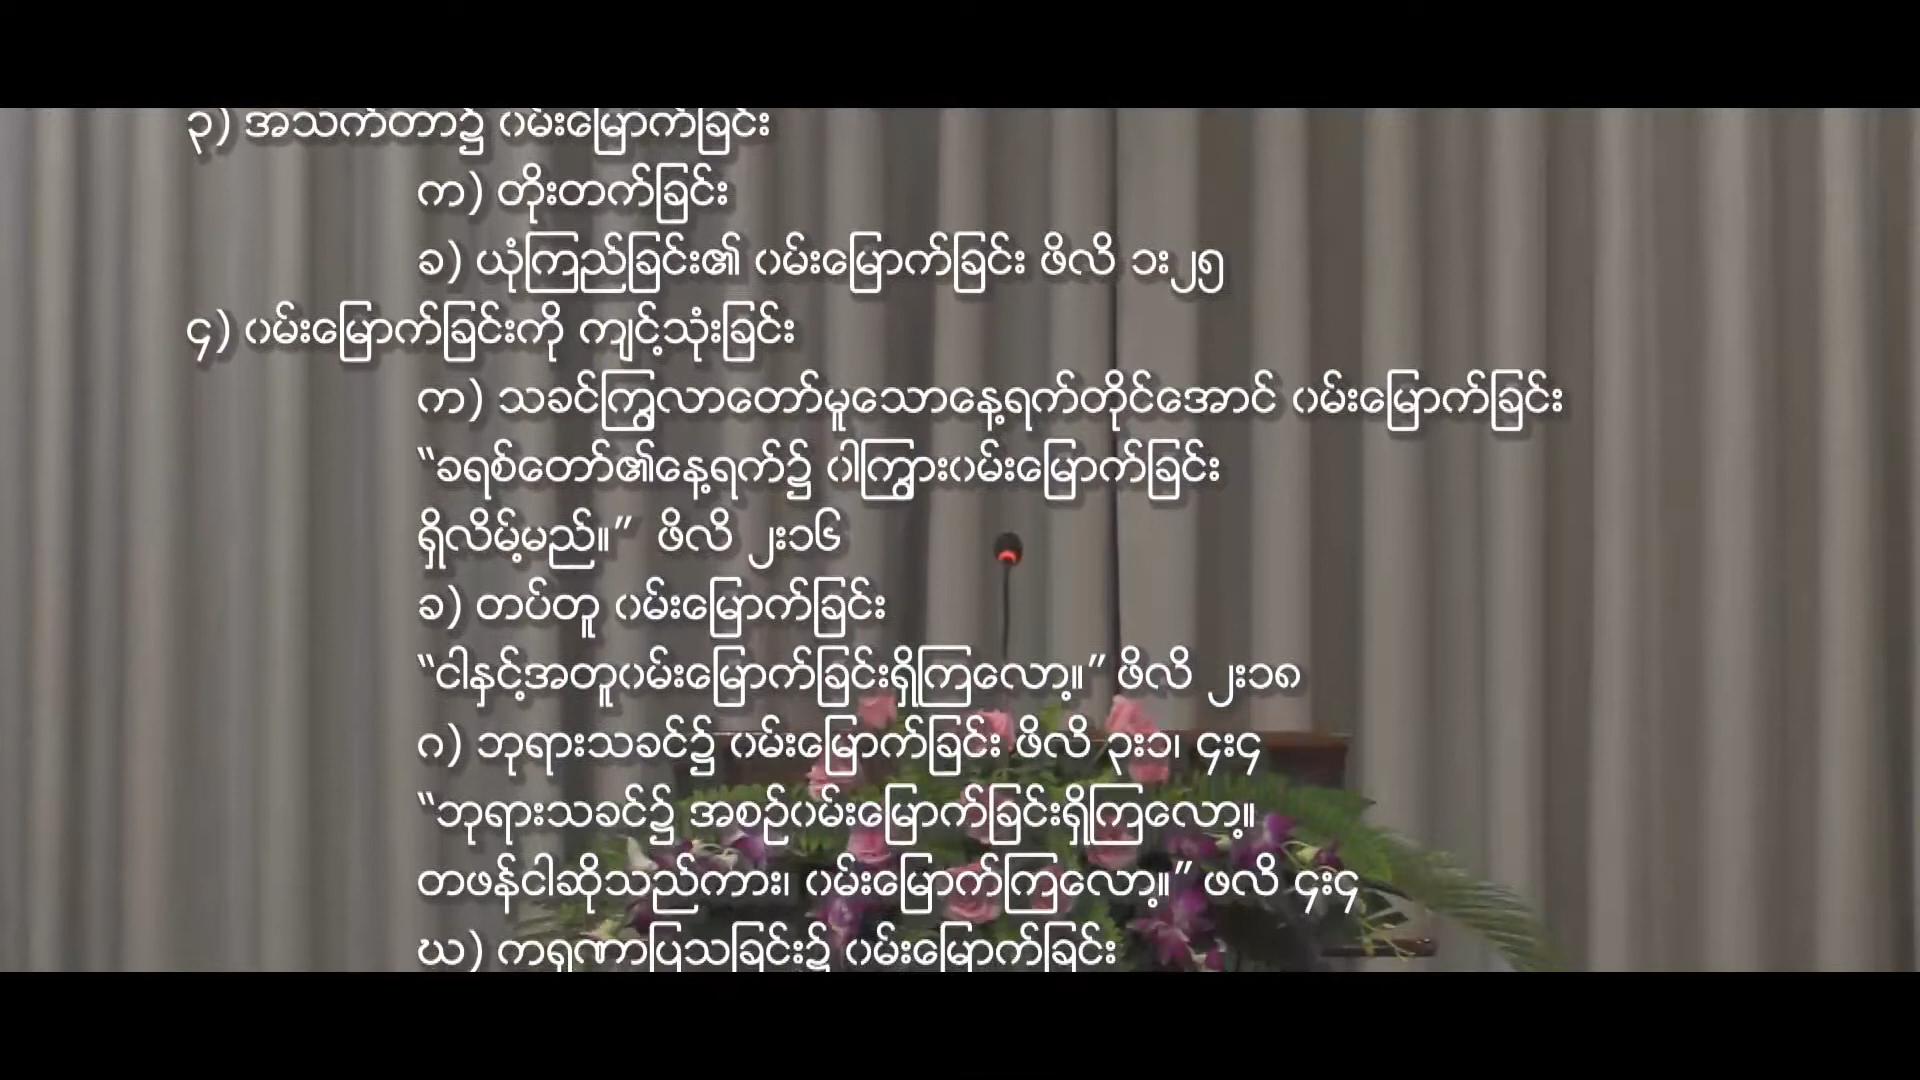 ၃) အသက်တာ၌ ဝမ်းမြောက်ခြင်း
က) တိုးတက်ခြင်း
ခ) ယုံကြည်ခြင်း၏ ဝမ်းမြောက်ခြင်း ဖိလိ ၁း၂၅
၄) ဝမ်းမြောက်ခြင်းကို ကျင့်သုံးခြင်း
က) သခင်ကြွလာတော်မူသောနေ့ရက်တိုင်အောင် ဝမ်းမြောက်ခြင်း
“ခရစ်တော်၏နေ့ရက်၌ ဝါကြွားဝမ်းမြောက်ခြင်း
ရှိလိမ့်မည်။” ဖိလိ ၂း၁၆
ခ) တပ်တူ ဝမ်းမြောက်ခြင်း
“ငါနှင့်အတူဝမ်းမြောက်ခြင်းရှိကြလော့။” ဖိလိ ၂း၁၈
ဂ) ဘုရားသခင်၌ ဝမ်းမြောက်ခြင်း ဖိလိ ၃း၁၊ ၄း၄
“ဘုရားသခင်၌ အစဉ်ဝမ်းမြောက်ခြင်းရှိကြလော့။
တဖန်ငါဆိုသည်ကား၊ ဝမ်းမြောက်ကြလော့။” ဖလိ ၄း၄
ဃ) ကရုဏာပြသခြင်း၌ ဝမ်းမြောက်ခြင်း